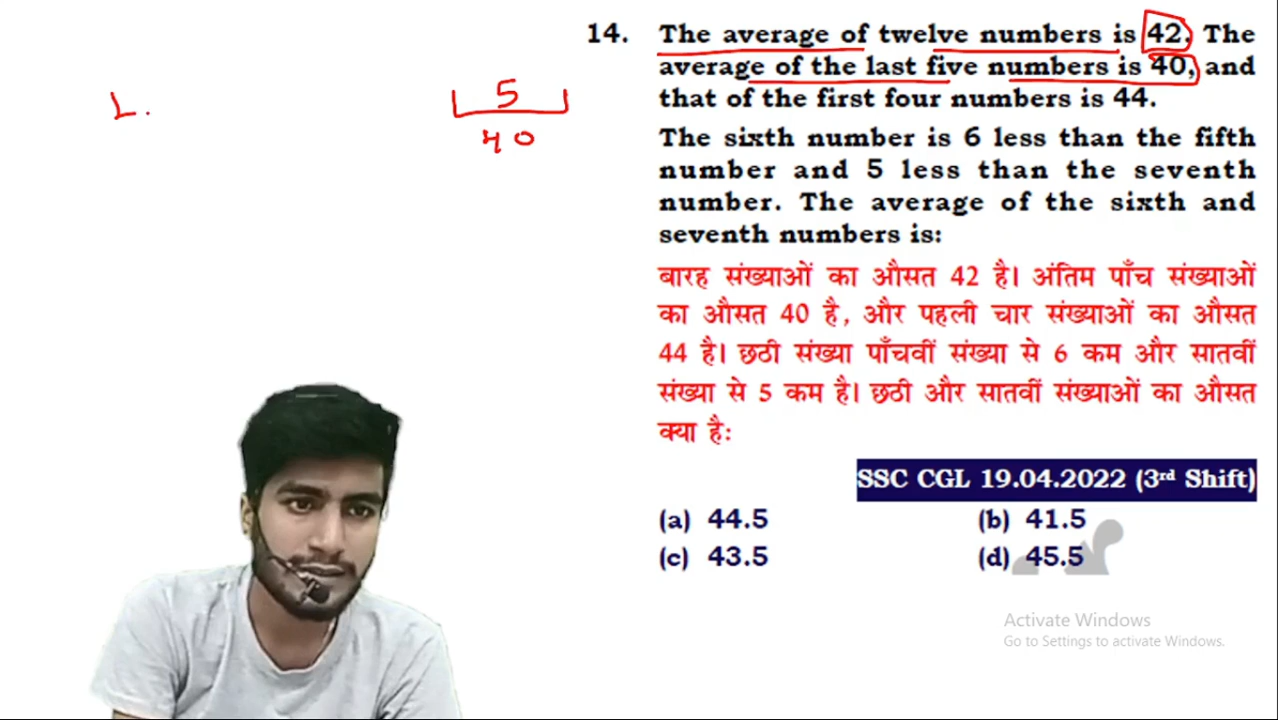 14. The average of twelve numbers is 42. The
average of the last five numbers is 40, and
that of the first four numbers is 44.
The sixth number is 6 less than the fifth
number and 5 less than the seventh
number. The average of the sixth and
seventh numbers is:
बारह संख्याओं का औसत 42 है। अंतिम पाँच संख्याओं
का औसत 40 है, और पहली चार संख्याओं का औसत
44 है। छठी संख्या पाँचवीं संख्या से 6 कम और सातवीं
संख्या से 5 कम है। छठी और सातवीं संख्याओं का औसत
क्या है:
SSC CGL 19.04.2022 (3rd Shift)
(a) 44.5 (b) 41.5
(c) 43.5 (d) 45.5
5
40
Activate Windows
Go to Settings to activate Windows.